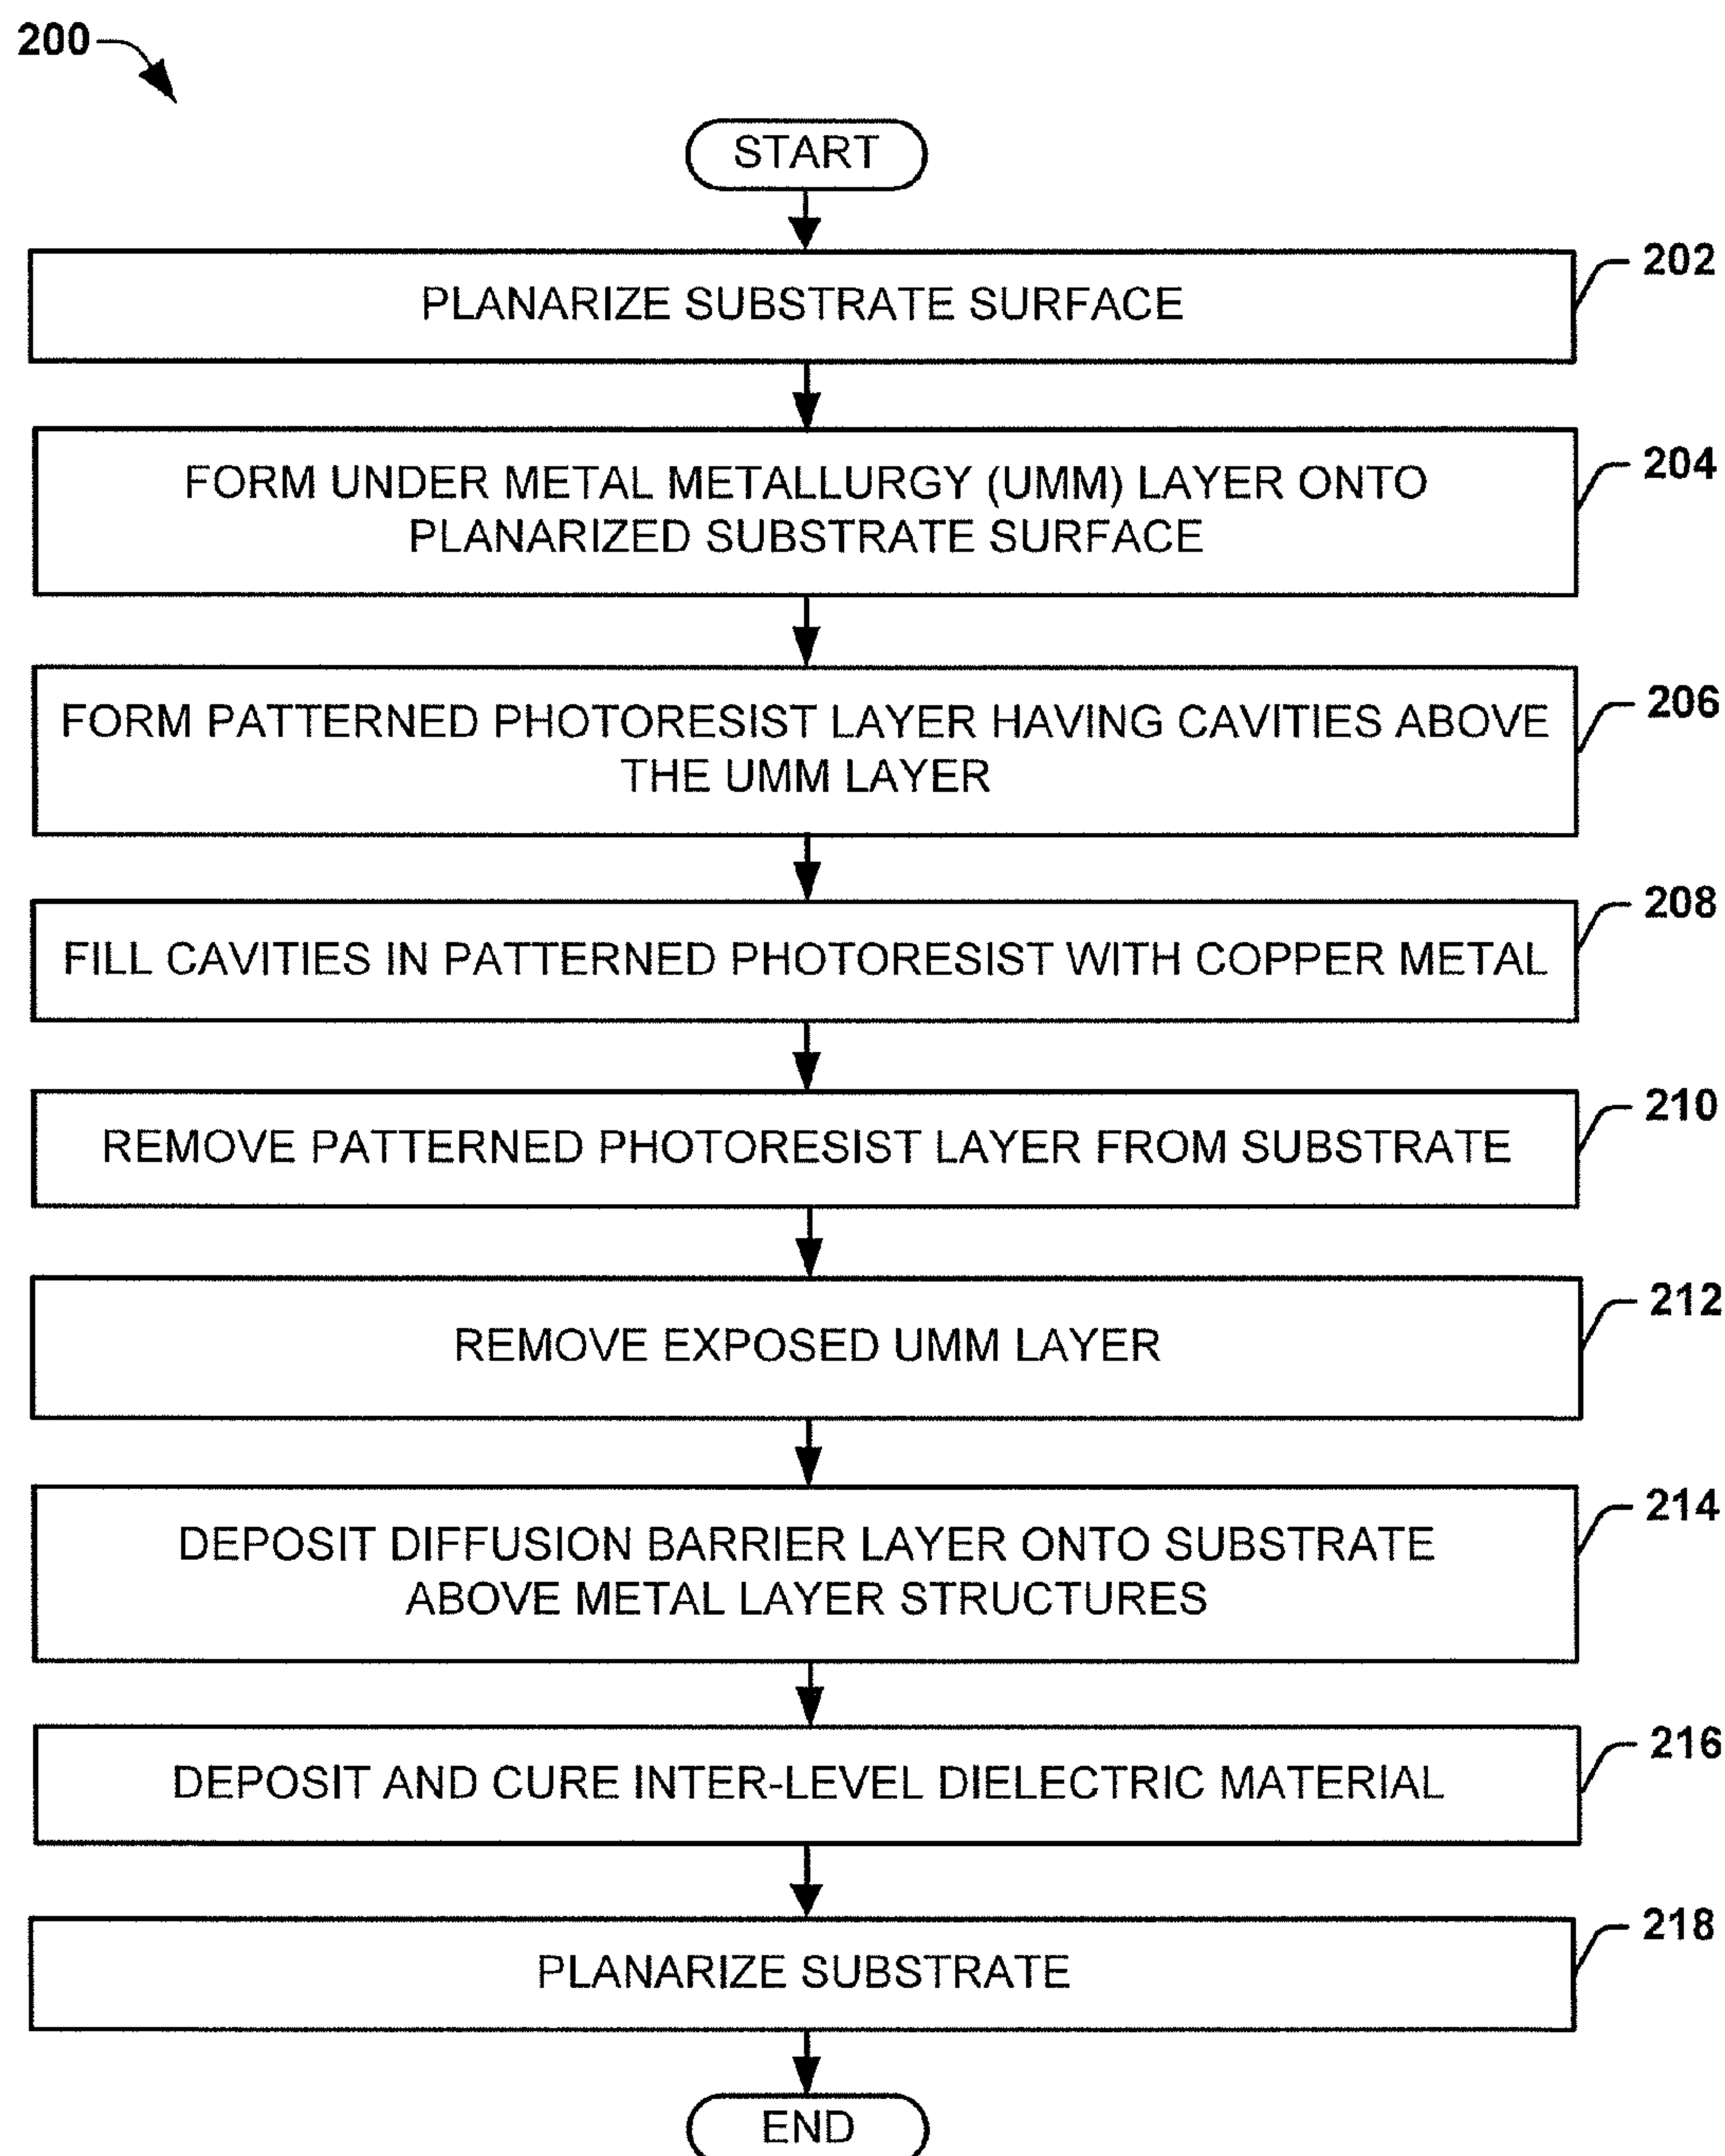 200
START
PLANARIZE SUBSTRATE SURFACE
202
FORM UNDER METAL METALLURGY (UMM) LAYER ONTO
PLANARIZED SUBSTRATE SURFACE
204
FORM PATTERNED PHOTORESIST LAYER HAVING CAVITIES ABOVE
THE UMM LAYER
206
FILL CAVITIES IN PATTERNED PHOTORESIST WITH COPPER METAL
208
REMOVE PATTERNED PHOTORESIST LAYER FROM SUBSTRATE
210
REMOVE EXPOSED UMM LAYER
212
DEPOSIT DIFFUSION BARRIER LAYER ONTO SUBSTRATE
ABOVE METAL LAYER STRUCTURES
214
DEPOSIT AND CURE INTER-LEVEL DIELECTRIC MATERIAL
216
PLANARIZE SUBSTRATE
218
END